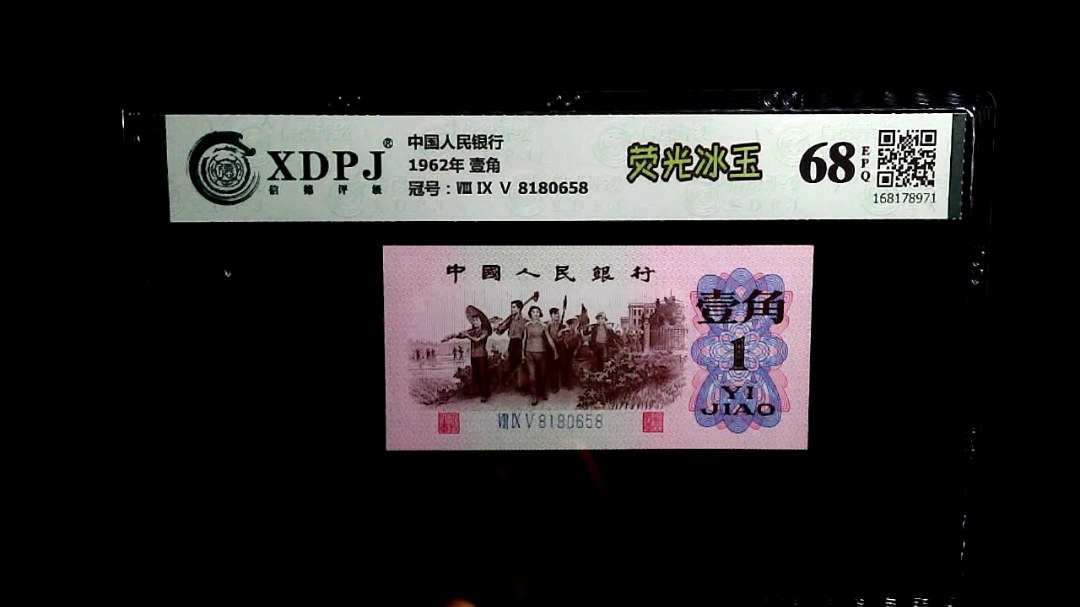 XDPJ®
信德评级
中国人民银行
1962年 壹角
冠号：Ⅷ Ⅸ Ⅴ 8180658
荧光冰玉
68
EPQ
168178971
中國人民銀行
壹角
1
YI
JIAO
Ⅷ Ⅸ Ⅴ 8180658